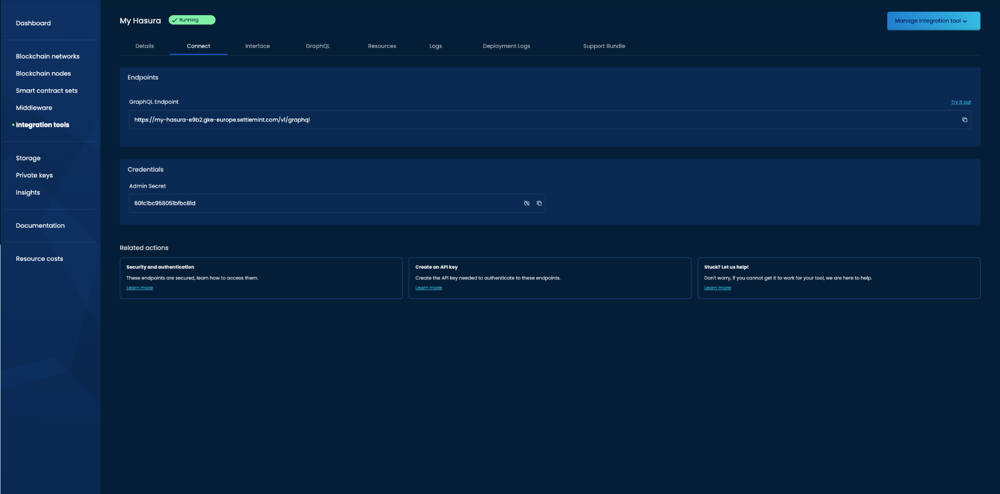 Dashboard
Blockchain networks
Blockchain nodes
Smart contract sets
Middleware
Integration tools
Storage
Private keys
Insights
Documentation
Resource costs
My Hasura
Running
Manage integration tool
Details
Connect
Interface
GraphQL
Resources
Logs
Deployment Logs
Support Bundle
Endpoints
GraphQL Endpoint
Try it out
https://my-hasura-e9b2.gke-europe.settlemint.com/v1/graphql
Credentials
Admin Secret
60fc1bc958051bfbc81d
Related actions
Security and authentication
These endpoints are secured, learn how to access them.
Learn more
Create an API key
Create the API key needed to authenticate to these endpoints.
Learn more
Stuck? Let us help!
Don't worry, if you cannot get it to work for your tool, we are here to help.
Learn more